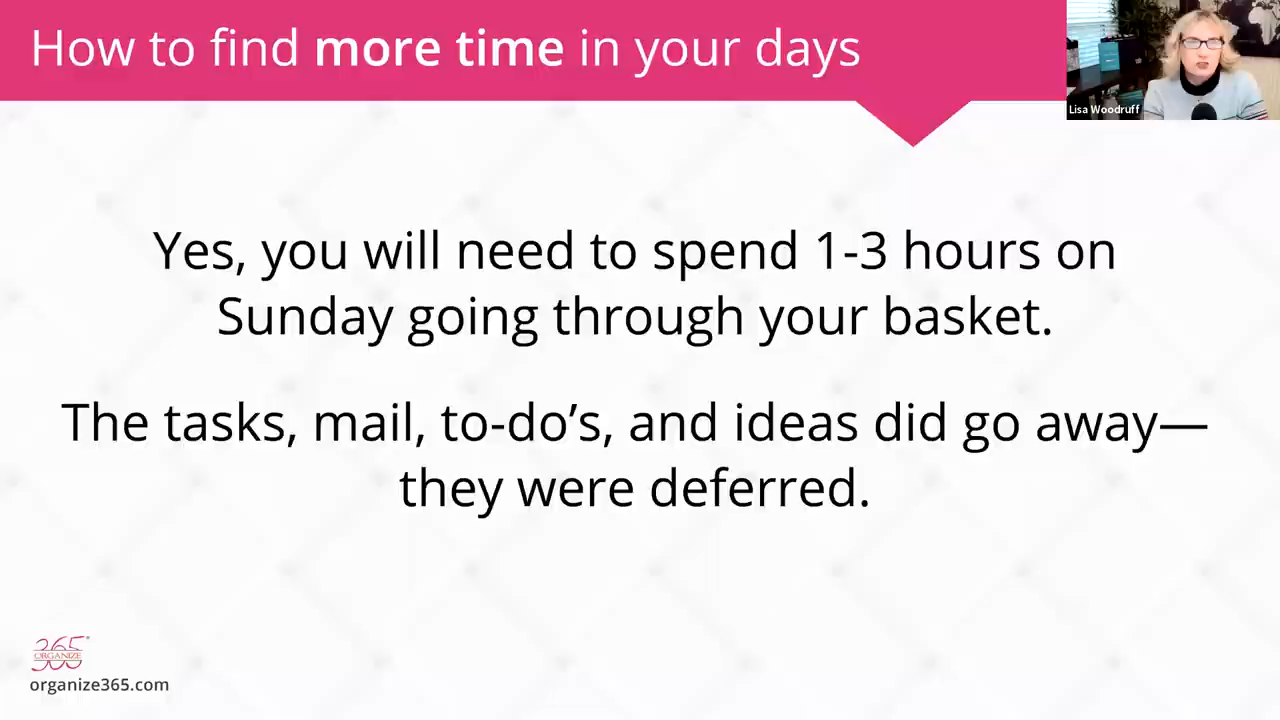 How to find more time in your days
Lisa Woodruff
Yes, you will need to spend 1-3 hours on
Sunday going through your basket.
The tasks, mail, to-do’s, and ideas did go away—
they were deferred.
365®
ORGANIZE
organize365.com